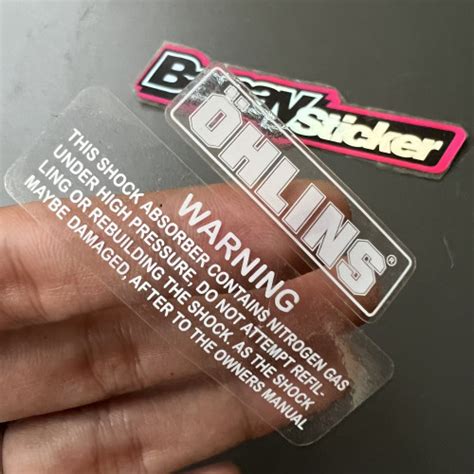 Sticker
ÖHLINS®
WARNING
THIS SHOCK ABSORBER CONTAINS NITROGEN GAS
UNDER HIGH PRESSURE, DO NOT ATTEMPT REFIL-
LING OR REBUILDING THE SHOCK, AS THE SHOCK
MAYBE DAMAGED, AFTER TO THE OWNERS MANUAL